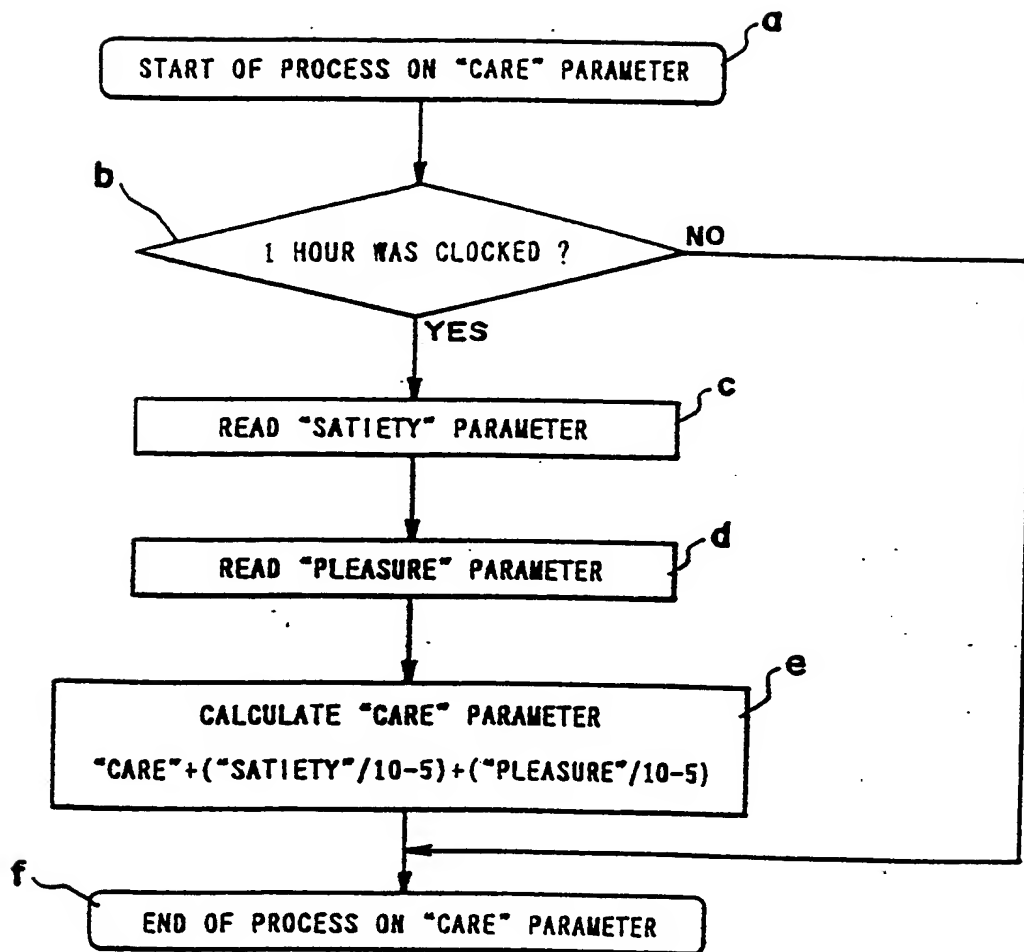 a
START OF PROCESS ON "CARE" PARAMETER
b
1 HOUR WAS CLOCKED ?
NO
YES
c
READ "SATIETY" PARAMETER
d
READ "PLEASURE" PARAMETER
e
CALCULATE "CARE" PARAMETER
"CARE"+("SATIETY"/10-5)+("PLEASURE"/10-5)
f
END OF PROCESS ON "CARE" PARAMETER